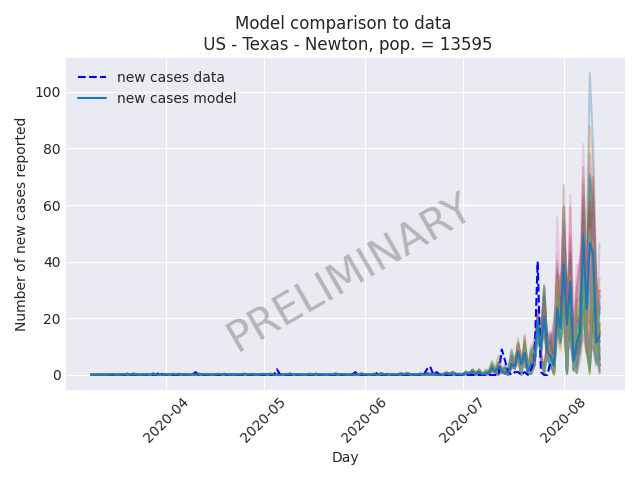 Model comparison to data
US - Texas - Newton, pop. = 13595
new cases data
new cases model
Number of new cases reported
100
80
60
40
20
0
PRELIMINARY
2020-04
2020-05
2020-06
2020-07
2020-08
Day